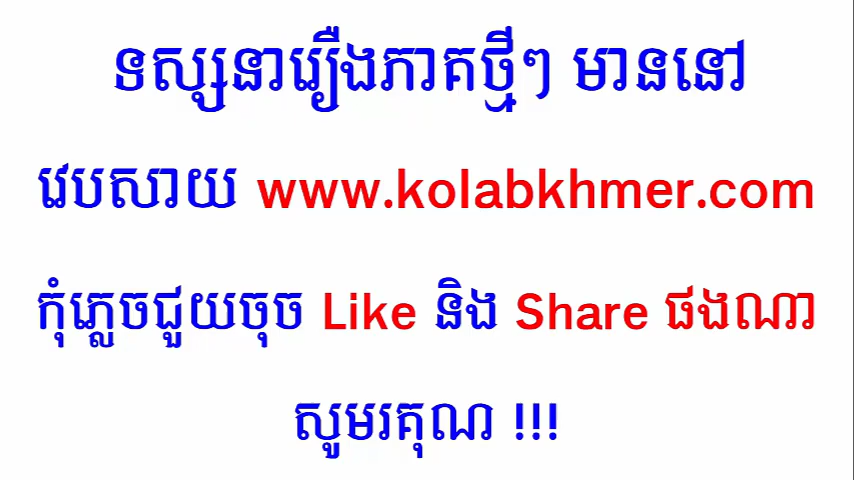 ទស្សនារឿងភាគថ្មីៗ មាននៅ
វេបសាយ www.kolabkhmer.com
កុំភ្លេចជួយចុច Like និង Share ផងណា
សូមរគុណ !!!